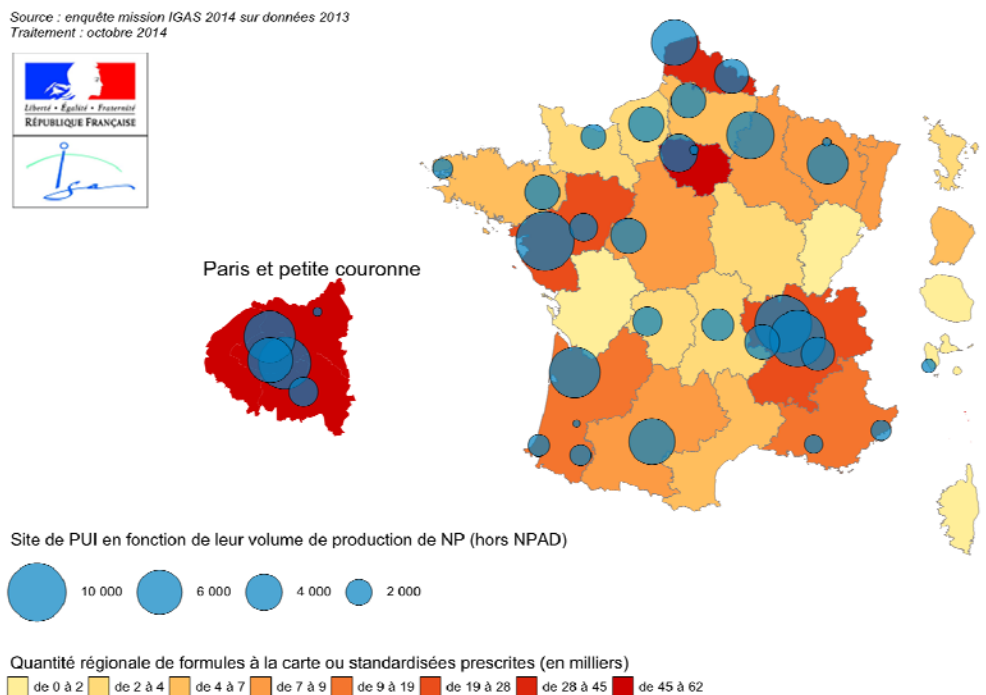 Source : enquête mission IGAS 2014 sur données 2013
Traitement : octobre 2014
Liberté • Égalité • Fraternité
RÉPUBLIQUE FRANÇAISE
Igas
Paris et petite couronne
Site de PUI en fonction de leur volume de production de NP (hors NPAD)
10 000 6 000 4 000 2 000
Quantité régionale de formules à la carte ou standardisées prescrites (en milliers)
de 0 à 2 de 2 à 4 de 4 à 7 de 7 à 9 de 9 à 19 de 19 à 28 de 28 à 45 de 45 à 62